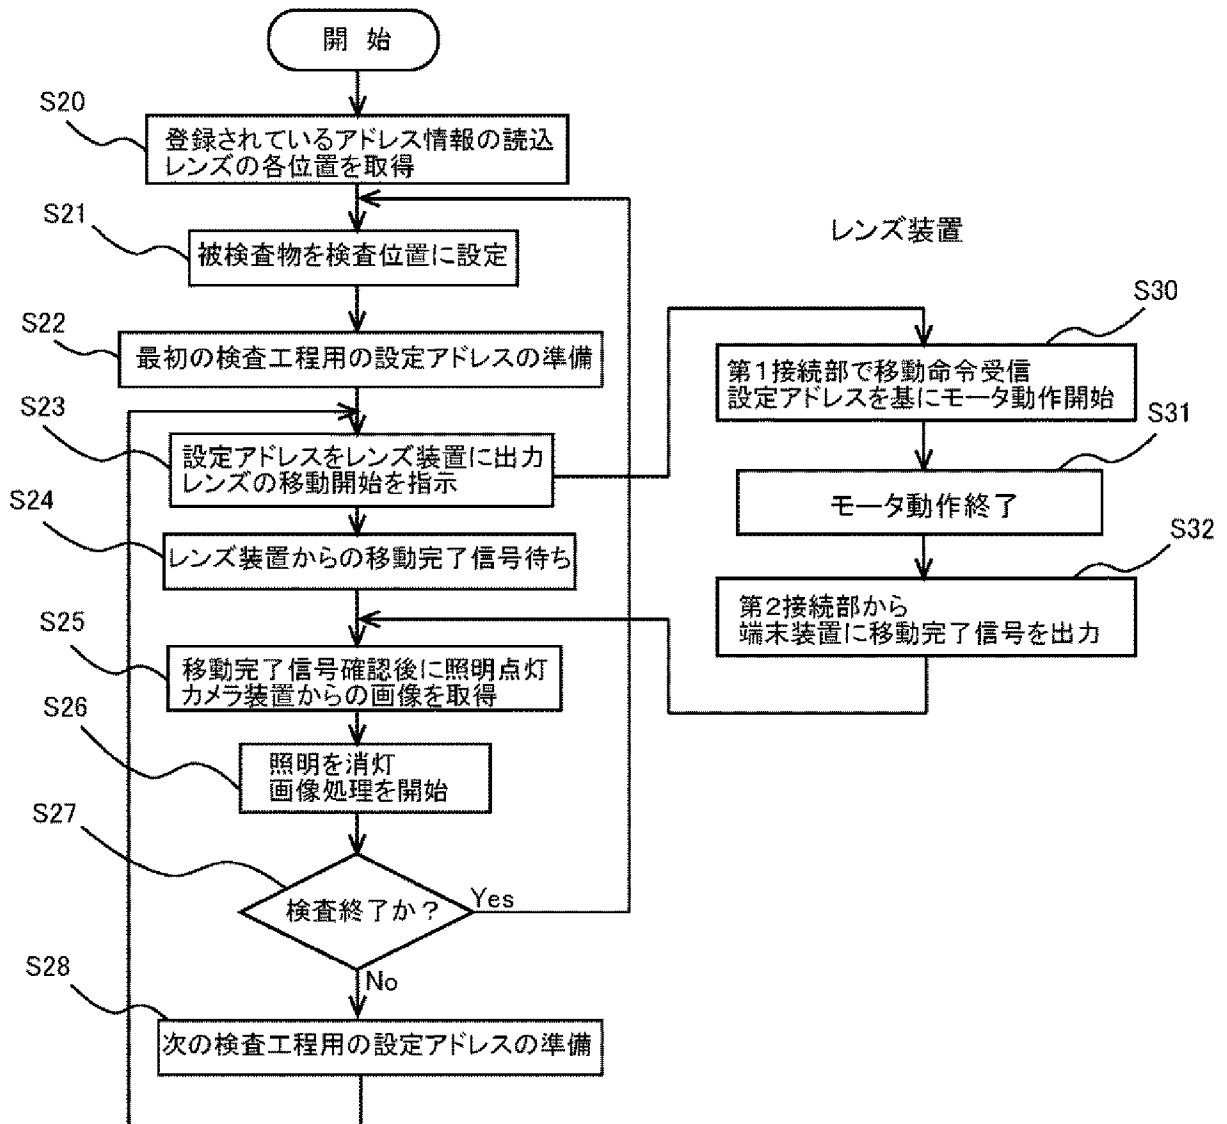 開 始
S20
登録されているアドレス情報の読込
レンズの各位置を取得
S21
被検査物を検査位置に設定
S22
最初の検査工程用の設定アドレスの準備
S23
設定アドレスをレンズ装置に出力
レンズの移動開始を指示
S24
レンズ装置からの移動完了信号待ち
S25
移動完了信号確認後に照明点灯
カメラ装置からの画像を取得
S26
照明を消灯
画像処理を開始
S27
検査終了か?
Yes
No
S28
次の検査工程用の設定アドレスの準備
レンズ装置
S30
第1接続部で移動命令受信
設定アドレスを基にモータ動作開始
S31
モータ動作終了
S32
第2接続部から
端末装置に移動完了信号を出力